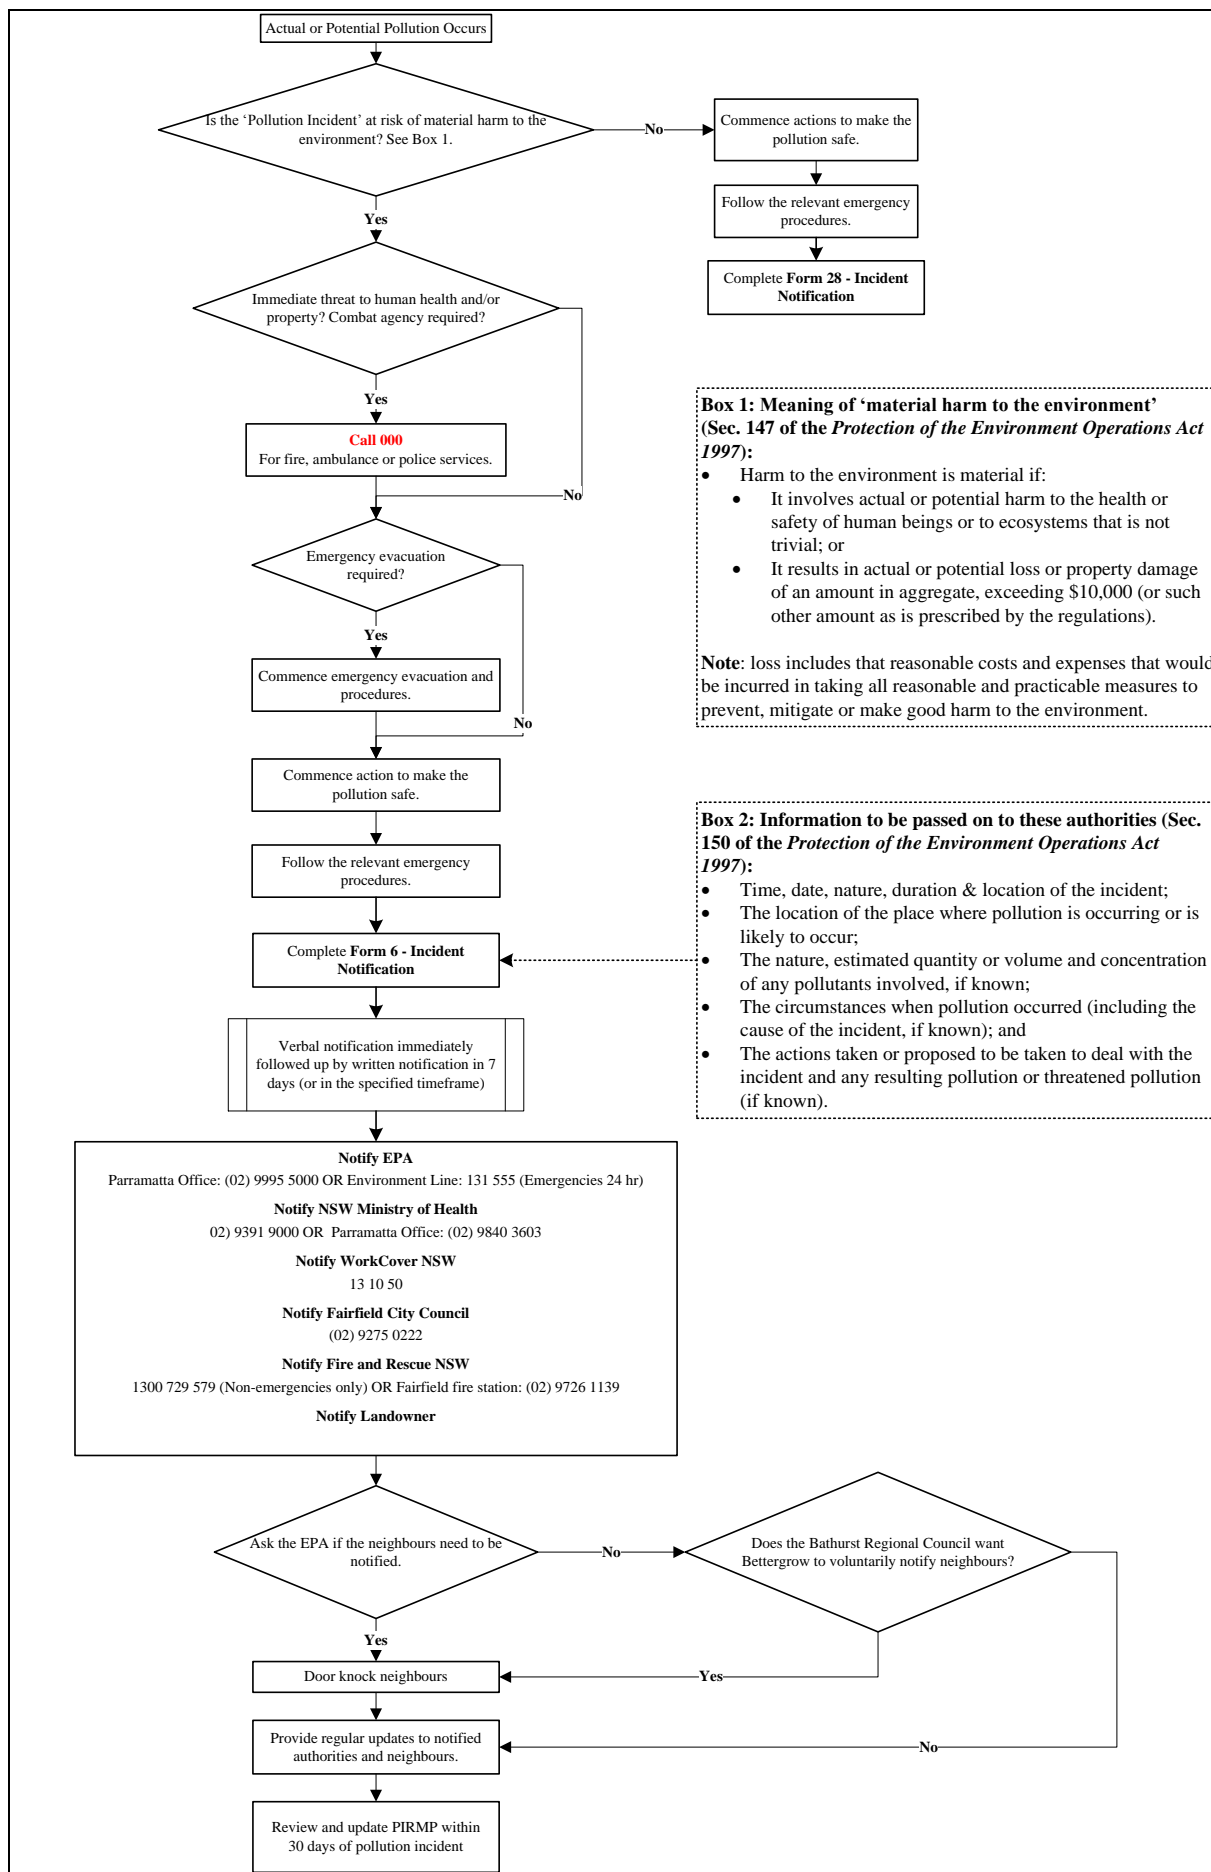 Actual or Potential Pollution Occurs
Is the ‘Pollution Incident’ at risk of material harm to the
environment? See Box 1.
No
Commence actions to make the
pollution safe.
Follow the relevant emergency
procedures.
Complete Form 28 - Incident
Notification
Yes
Immediate threat to human health and/or
property? Combat agency required?
Yes
Call 000
For fire, ambulance or police services.
No
Emergency evacuation
required?
Yes
Commence emergency evacuation and
procedures.
No
Commence action to make the
pollution safe.
Follow the relevant emergency
procedures.
Complete Form 6 - Incident
Notification
Verbal notification immediately
followed up by written notification in 7
days (or in the specified timeframe)
Box 1: Meaning of ‘material harm to the environment’
(Sec. 147 of the Protection of the Environment Operations Act
1997):
• Harm to the environment is material if:
• It involves actual or potential harm to the health or
safety of human beings or to ecosystems that is not
trivial; or
• It results in actual or potential loss or property damage
of an amount in aggregate, exceeding $10,000 (or such
other amount as is prescribed by the regulations).
Note: loss includes that reasonable costs and expenses that would
be incurred in taking all reasonable and practicable measures to
prevent, mitigate or make good harm to the environment.
Box 2: Information to be passed on to these authorities (Sec.
150 of the Protection of the Environment Operations Act
1997):
• Time, date, nature, duration & location of the incident;
• The location of the place where pollution is occurring or is
likely to occur;
• The nature, estimated quantity or volume and concentration
of any pollutants involved, if known;
• The circumstances when pollution occurred (including the
cause of the incident, if known); and
• The actions taken or proposed to be taken to deal with the
incident and any resulting pollution or threatened pollution
(if known).
Notify EPA
Parramatta Office: (02) 9995 5000 OR Environment Line: 131 555 (Emergencies 24 hr)
Notify NSW Ministry of Health
02) 9391 9000 OR Parramatta Office: (02) 9840 3603
Notify WorkCover NSW
13 10 50
Notify Fairfield City Council
(02) 9275 0222
Notify Fire and Rescue NSW
1300 729 579 (Non-emergencies only) OR Fairfield fire station: (02) 9726 1139
Notify Landowner
Ask the EPA if the neighbours need to be
notified.
No
Does the Bathurst Regional Council want
Bettergrow to voluntarily notify neighbours?
Yes
Door knock neighbours
Yes
Provide regular updates to notified
authorities and neighbours.
No
Review and update PIRMP within
30 days of pollution incident